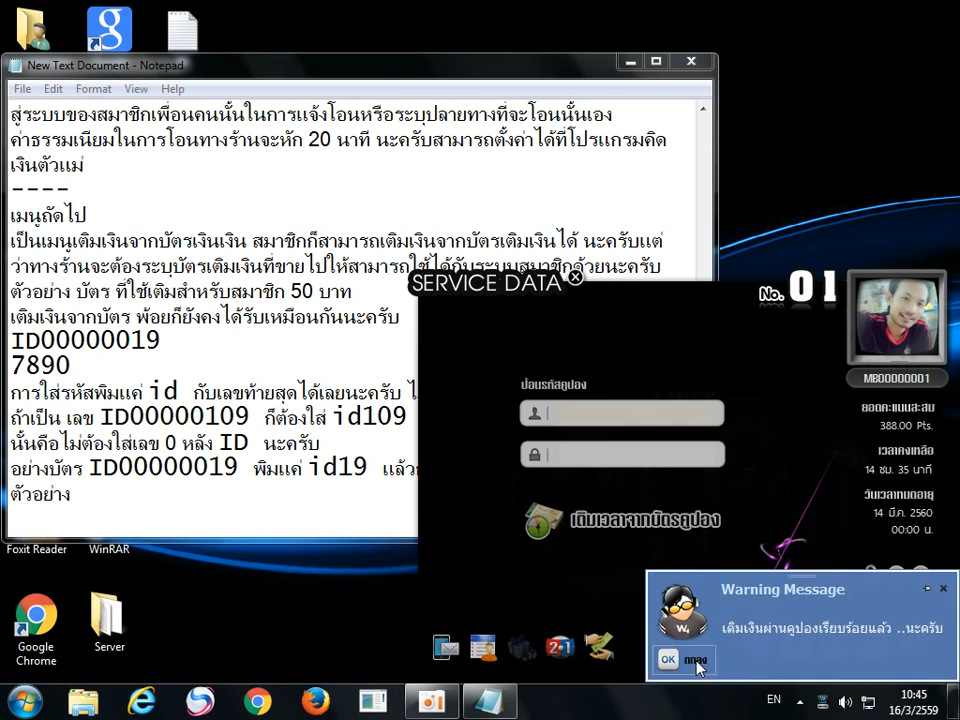 New Text Document - Notepad
File Edit Format View Help
สู่ระบบของสมาชิกเพื่อนคนนั้นในการแจ้งโอนหรือระบุปลายทางที่จะโอนนั้นเอง
ค่าธรรมเนียมในการโอนทางร้านจะหัก 20 นาที นะครับสามารถตั้งค่าได้ที่โปรแกรมคิด
เงินตัวแม่
----
เมนูถัดไป
เป็นเมนูเติมเงินจากบัตรเงินเงิน สมาชิกก็สามารถเติมเงินจากบัตรเติมเงินได้ นะครับแต่
ว่าทางร้านจะต้องระบุบัตรเติมเงินที่ขายไปให้สามารถใช้ได้กับระบบสมาชิกด้วยนะครับ
ตัวอย่าง บัตร ที่ใช้เติมสำหรับสมาชิก 50 บาท
เติมเงินจากบัตร พ้อยก็ยังคงได้รับเหมือนกันนะครับ
ID00000019
7890
การใส่รหัสพิมแค่ id กับเลขท้ายสุดได้เลยนะครับ
ถ้าเป็น เลข ID00000109 ก็ต้องใส่ id109
นั้นคือไม่ต้องใส่เลข 0 หลัง ID นะครับ
อย่างบัตร ID00000019 พิมแค่ id19
ตัวอย่าง
SERVICE DATA
No. 01
MB00000001
ป้อนรหัสคูปอง
ยอดคะแนนสะสม
388.00 Pts.
เวลาคงเหลือ
14 ชม. 35 นาที
วันเวลาหมดอายุ
14 มี.ค. 2560
00:00 น.
เติมเวลาจากบัตรคูปอง
Warning Message
เติมเงินผ่านคูปองเรียบร้อยแล้ว ..นะครับ
OK ตกลง
Foxit Reader
WinRAR
Google
Chrome
Server
EN
10:45
16/3/2559